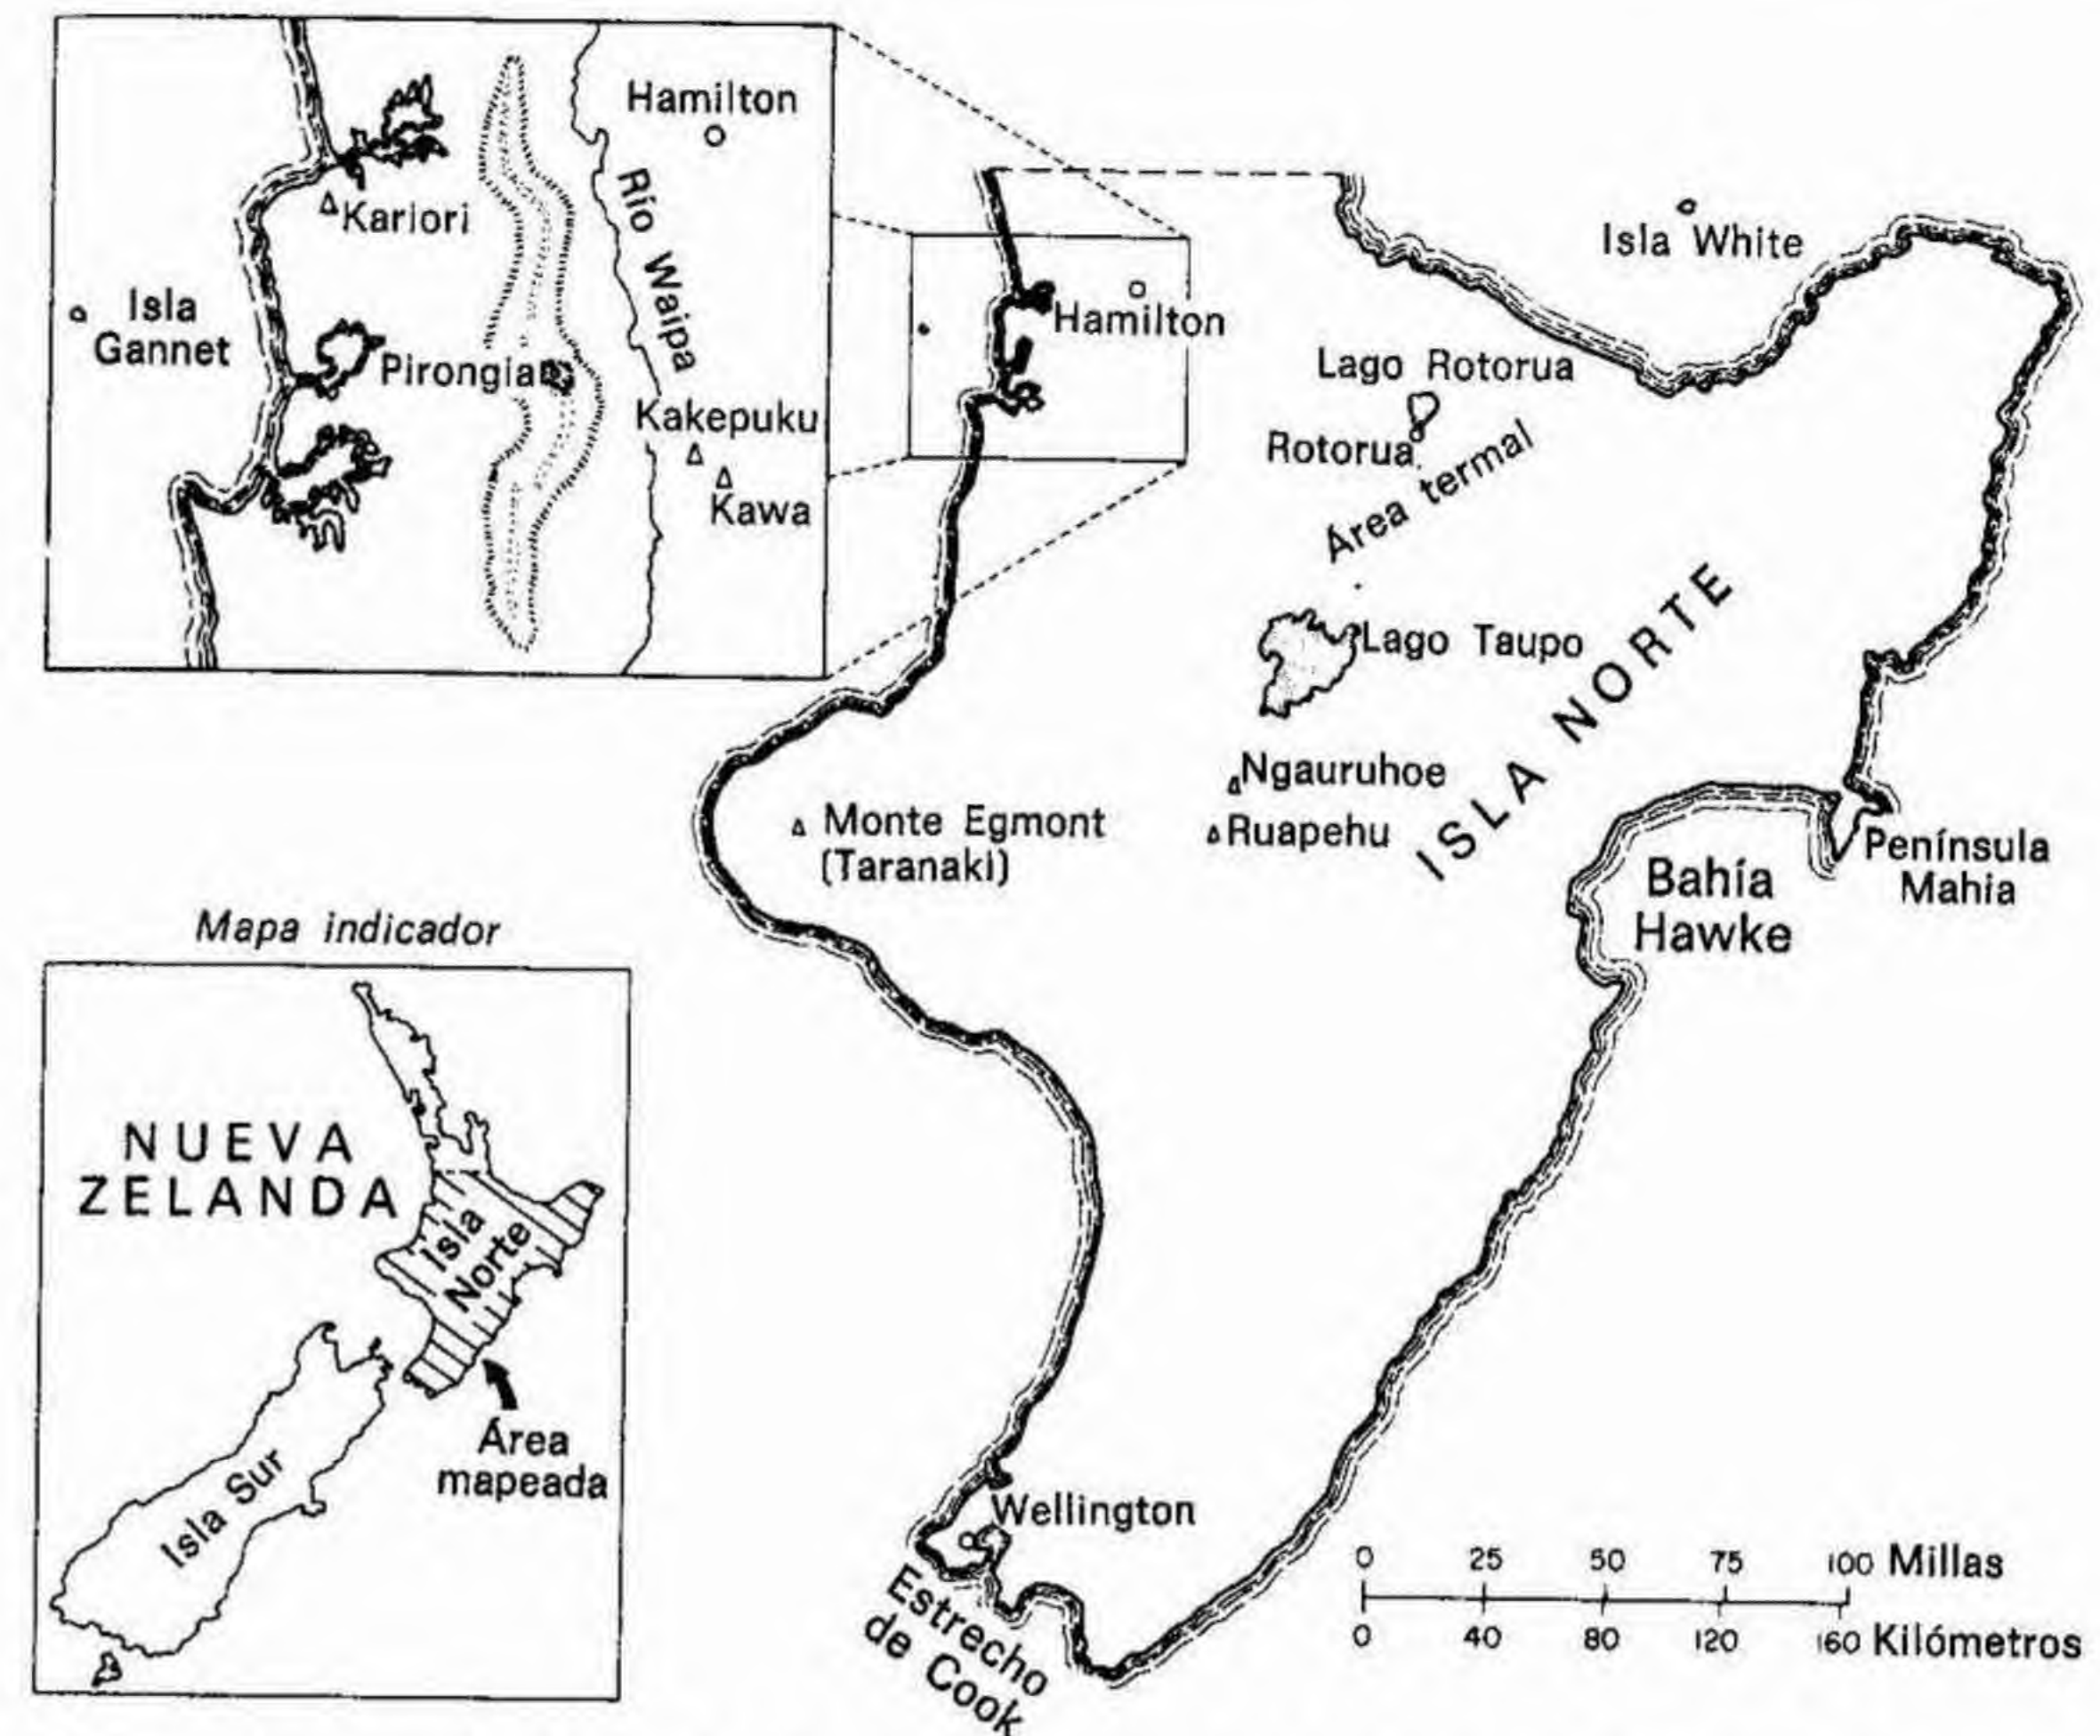 Hamilton
Río Waipa
Kariori
Isla
Gannet
Pirongia
Kakepuku
Kawa
Hamilton
Isla White
Lago Rotorua
Rotorua
Área termal
Lago Taupo
ISLA NORTE
Ngauruhoe
Ruapehu
Monte Egmont
(Taranaki)
Península
Mahia
Bahía
Hawke
Mapa indicador
NUEVA
ZELANDA
Isla
Norte
Área
mapeada
Isla Sur
Wellington
Estrecho
de Cook
0 25 50 75 100 Millas
0 40 80 120 160 Kilómetros